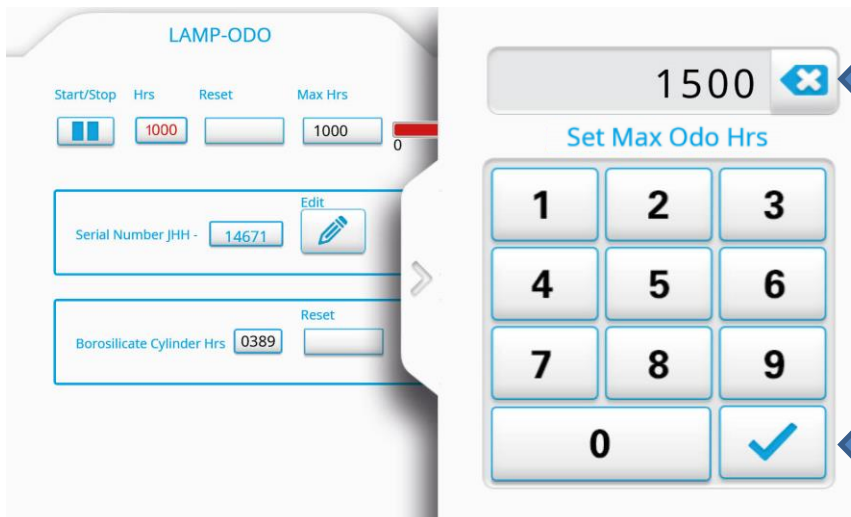 LAMP-ODO
Start/Stop Hrs Reset Max Hrs
1000 1000
0
Edit
Serial Number JHH - 14671
Reset
Borosilicate Cylinder Hrs 0389
1500
Set Max Odo Hrs
1 2 3
4 5 6
7 8 9
0